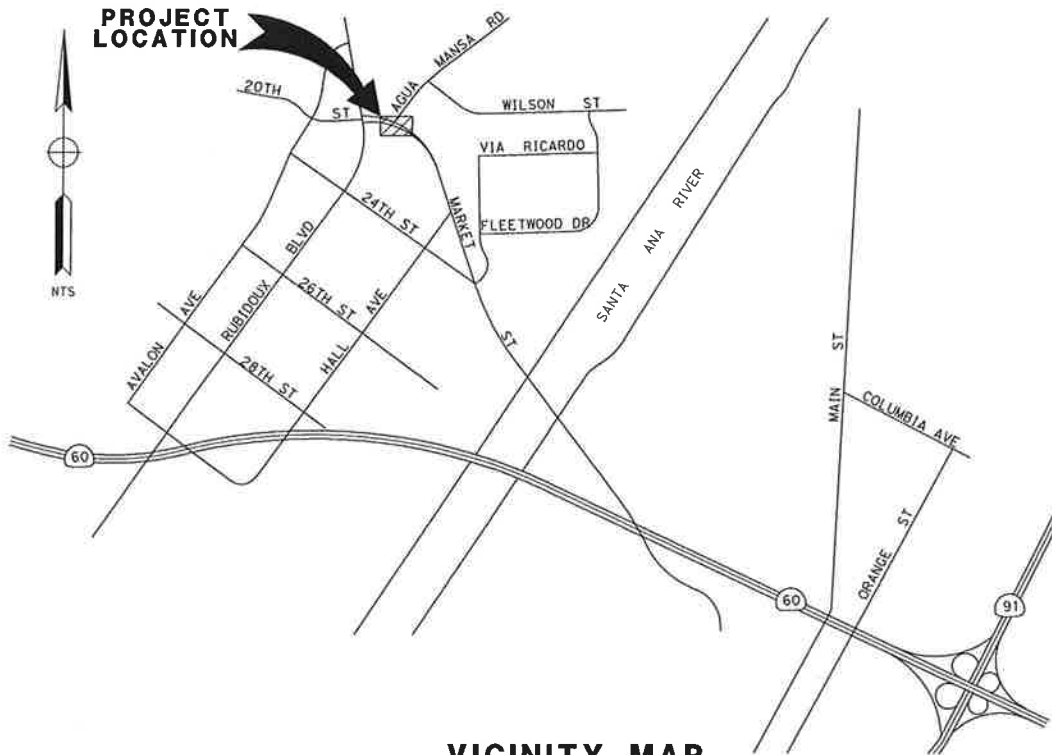 PROJECT
LOCATION
NTS
20TH ST
AGUA MANSA RD
WILSON ST
VIA RICARDO
FLEETWOOD DR
MARKET ST
24TH ST
26TH ST
28TH ST
AVALON AVE
RUBIDOUX BLVD
HALL AVE
SANTA ANA RIVER
MAIN ST
COLUMBIA AVE
ORANGE ST
60
60
91
VICINITY MAP